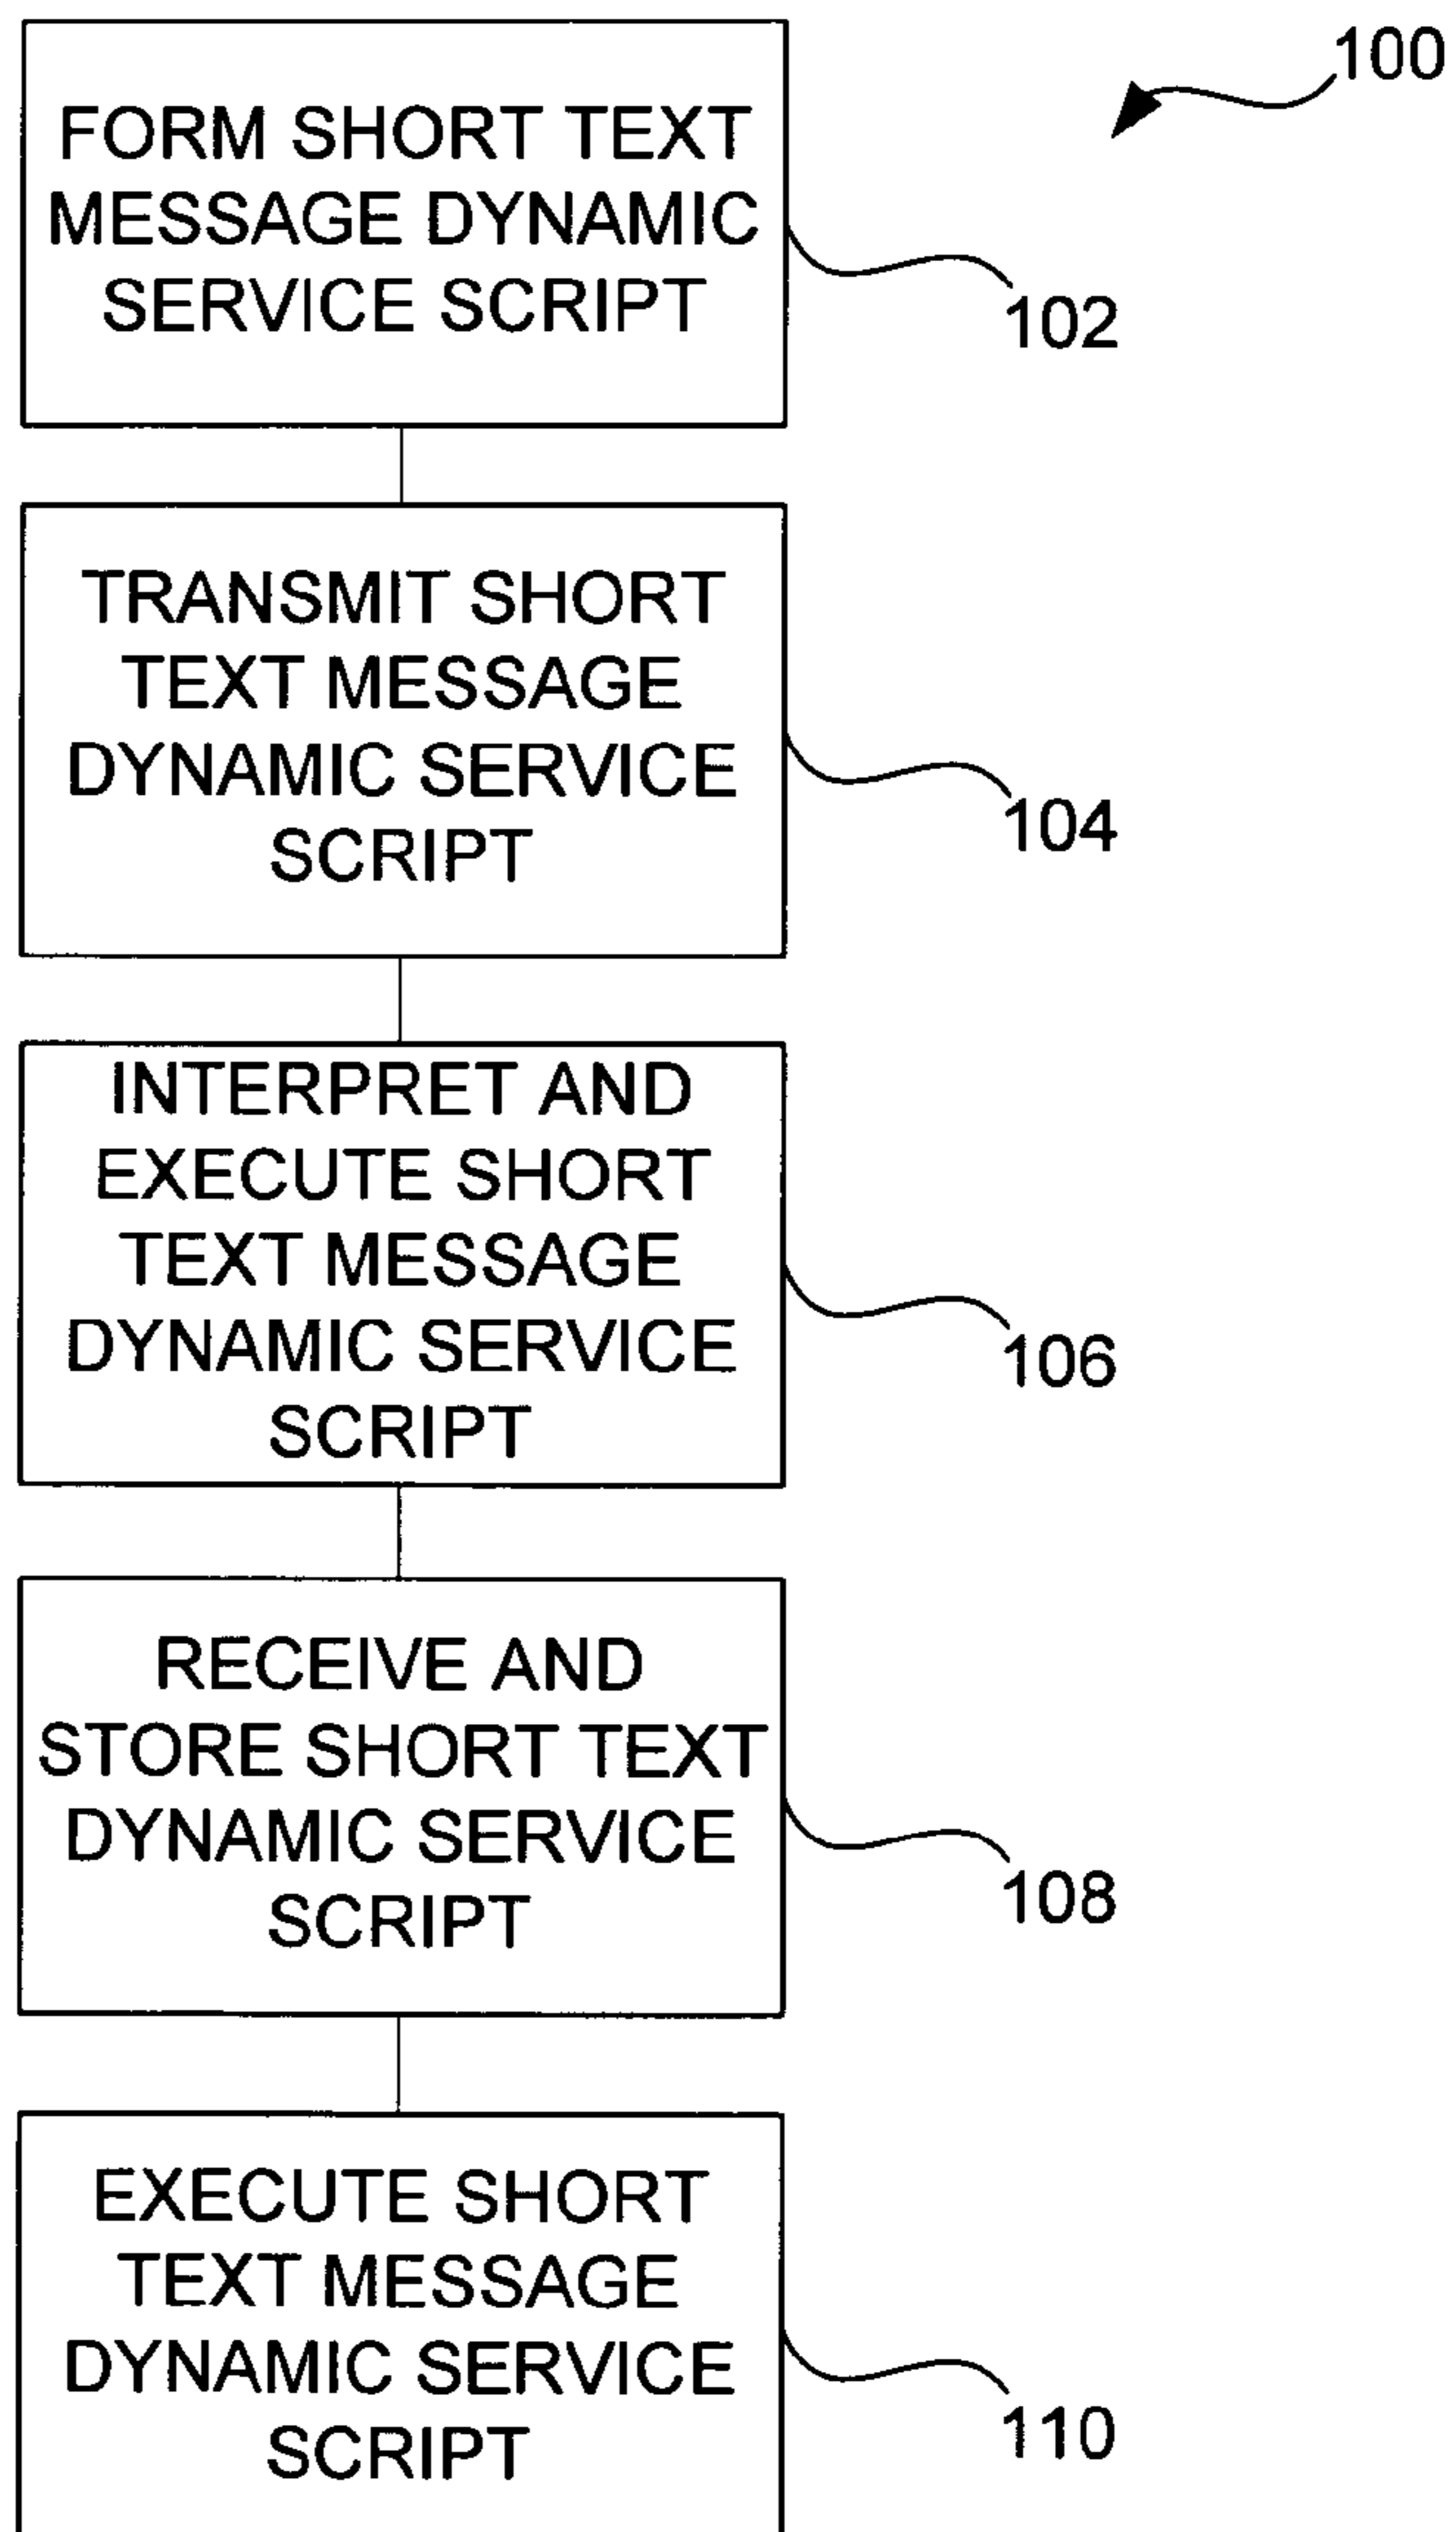 100
FORM SHORT TEXT
MESSAGE DYNAMIC
SERVICE SCRIPT
102
TRANSMIT SHORT
TEXT MESSAGE
DYNAMIC SERVICE
SCRIPT
104
INTERPRET AND
EXECUTE SHORT
TEXT MESSAGE
DYNAMIC SERVICE
SCRIPT
106
RECEIVE AND
STORE SHORT TEXT
DYNAMIC SERVICE
SCRIPT
108
EXECUTE SHORT
TEXT MESSAGE
DYNAMIC SERVICE
SCRIPT
110